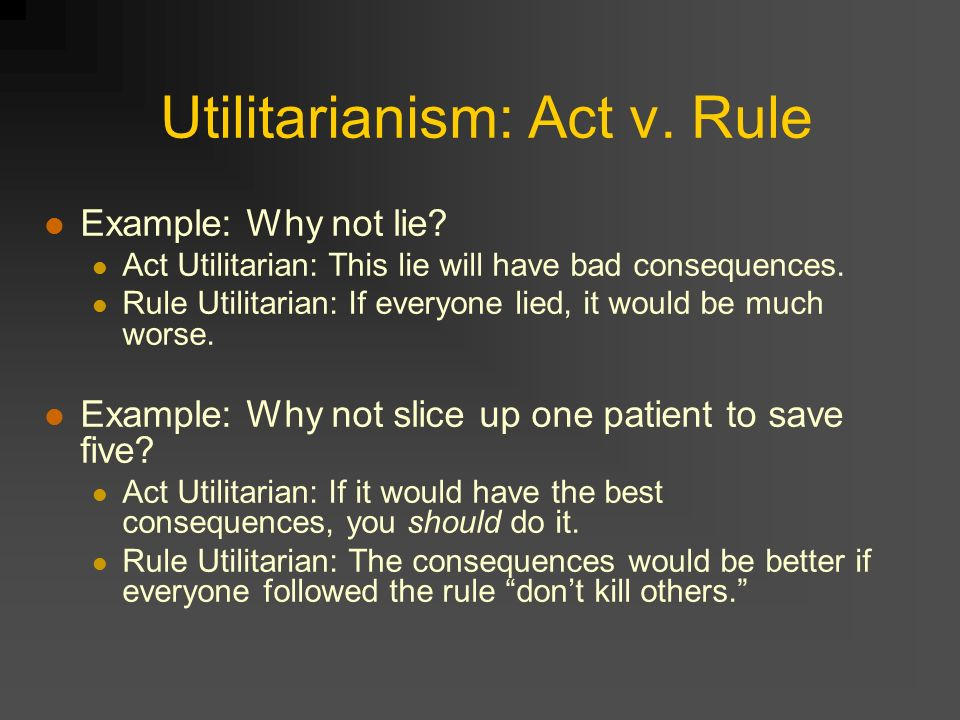 Utilitarianism: Act v. Rule
Example: Why not lie?
Act Utilitarian: This lie will have bad consequences.
Rule Utilitarian: If everyone lied, it would be much
worse.
Example: Why not slice up one patient to save
five?
Act Utilitarian: If it would have the best
consequences, you should do it.
Rule Utilitarian: The consequences would be better if
everyone followed the rule “don’t kill others.”